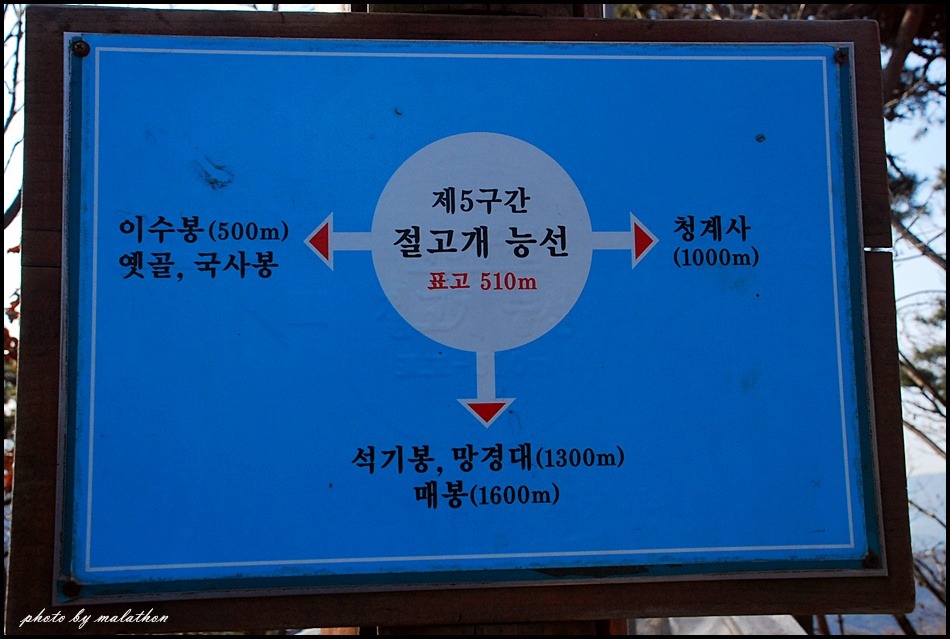 제5구간
절고개 능선
표고 510m
이수봉(500m)
옛골, 국사봉
청계사
(1000m)
석기봉, 망경대(1300m)
매봉(1600m)
photo by malathon